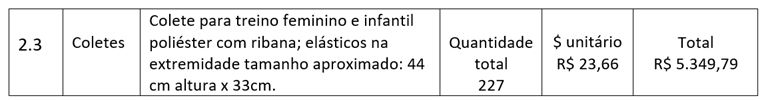 2.3
Coletes
Colete para treino feminino e infantil
poliéster com ribana; elásticos na
extremidade tamanho aproximado: 44
cm altura x 33cm.
Quantidade
total
227
$ unitário
R$ 23,66
Total
R$ 5.349,79